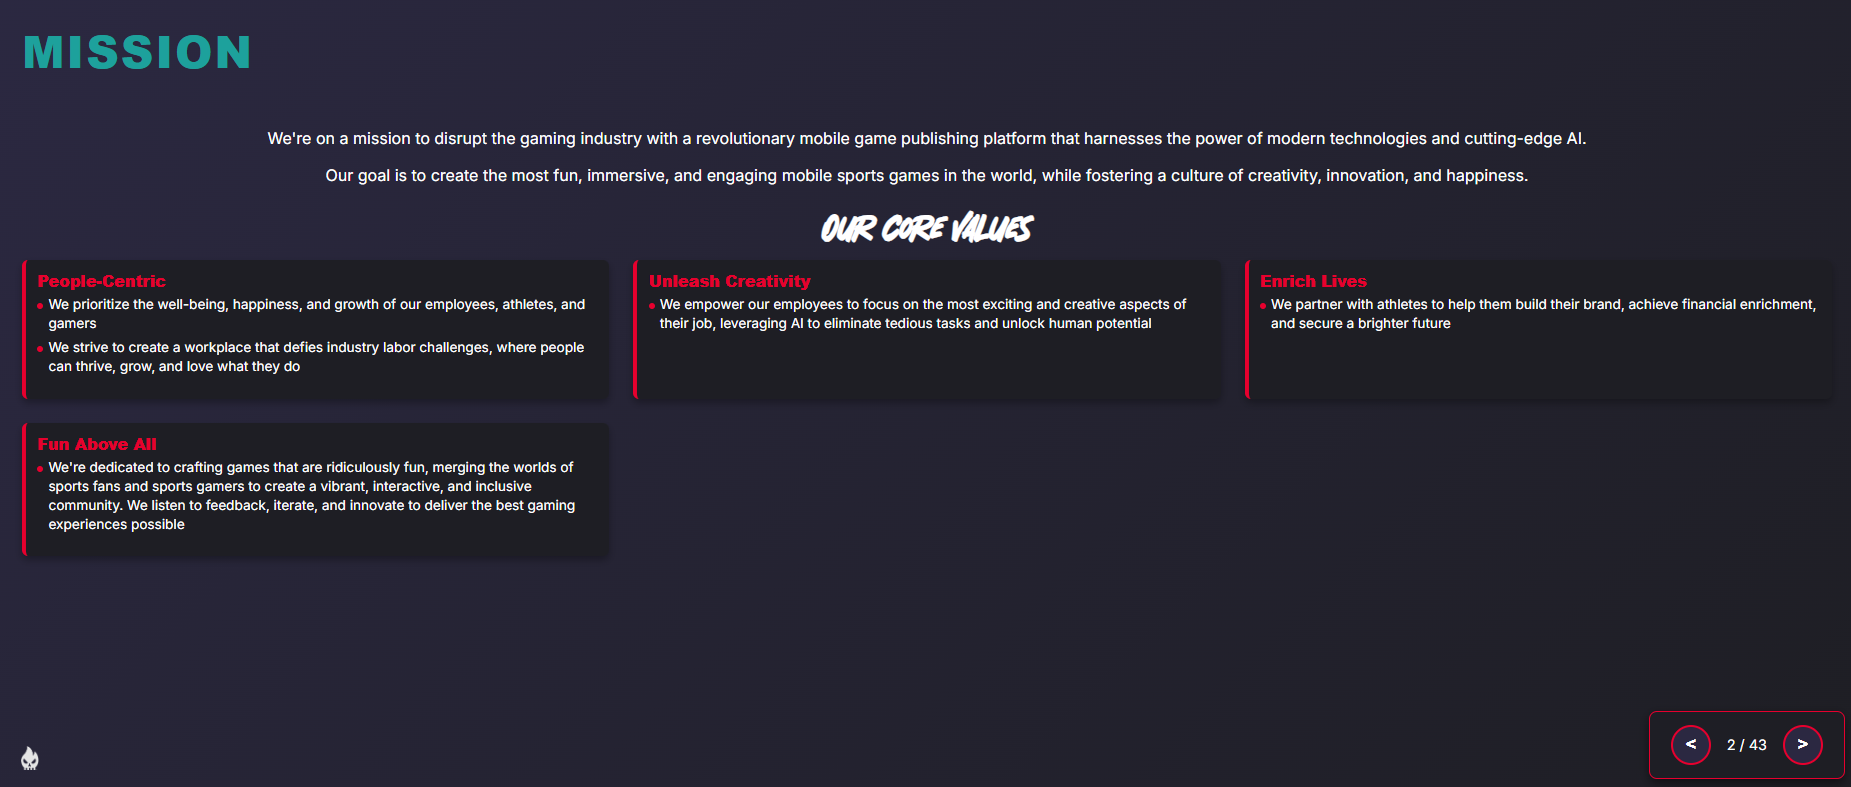 MISSION
We're on a mission to disrupt the gaming industry with a revolutionary mobile game publishing platform that harnesses the power of modern technologies and cutting-edge AI.
Our goal is to create the most fun, immersive, and engaging mobile sports games in the world, while fostering a culture of creativity, innovation, and happiness.
OUR CORE VALUES
People-Centric
• We prioritize the well-being, happiness, and growth of our employees, athletes, and
gamers
• We strive to create a workplace that defies industry labor challenges, where people
can thrive, grow, and love what they do
Unleash Creativity
• We empower our employees to focus on the most exciting and creative aspects of
their job, leveraging AI to eliminate tedious tasks and unlock human potential
Enrich Lives
• We partner with athletes to help them build their brand, achieve financial enrichment,
and secure a brighter future
Fun Above All
• We're dedicated to crafting games that are ridiculously fun, merging the worlds of
sports fans and sports gamers to create a vibrant, interactive, and inclusive
community. We listen to feedback, iterate, and innovate to deliver the best gaming
experiences possible
< 2 / 43 >